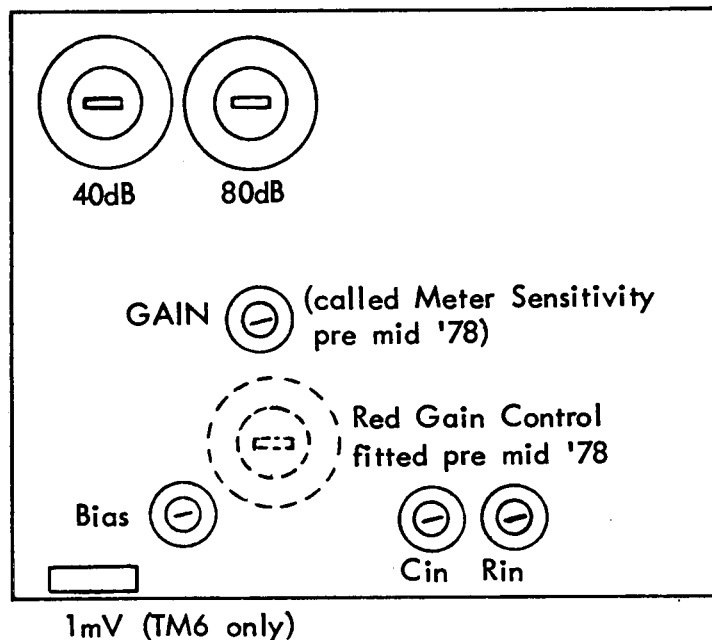 40dB 80dB
GAIN (called Meter Sensitivity
pre mid '78)
Red Gain Control
fitted pre mid '78
Bias
Cin Rin
1mV (TM6 only)